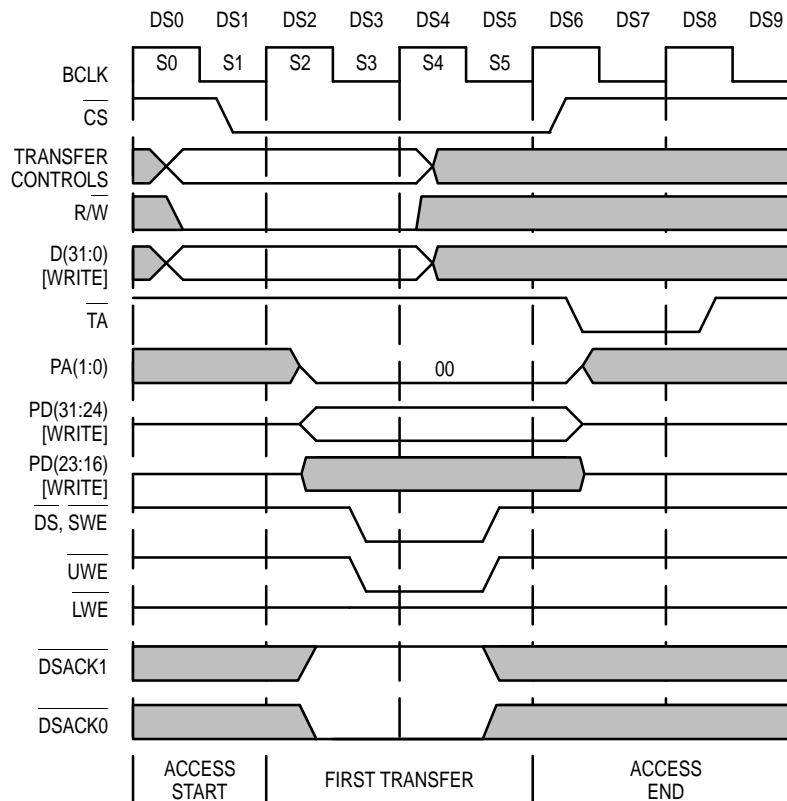 DS0 DS1 DS2 DS3 DS4 DS5 DS6 DS7 DS8 DS9
BCLK S0 S1 S2 S3 S4 S5
CS
TRANSFER
CONTROLS
R/W
D(31:0)
[WRITE]
TA
PA(1:0) 00
PD(31:24)
[WRITE]
PD(23:16)
[WRITE]
DS, SWE
UWE
LWE
DSACK1
DSACK0
ACCESS
START
FIRST TRANSFER
ACCESS
END